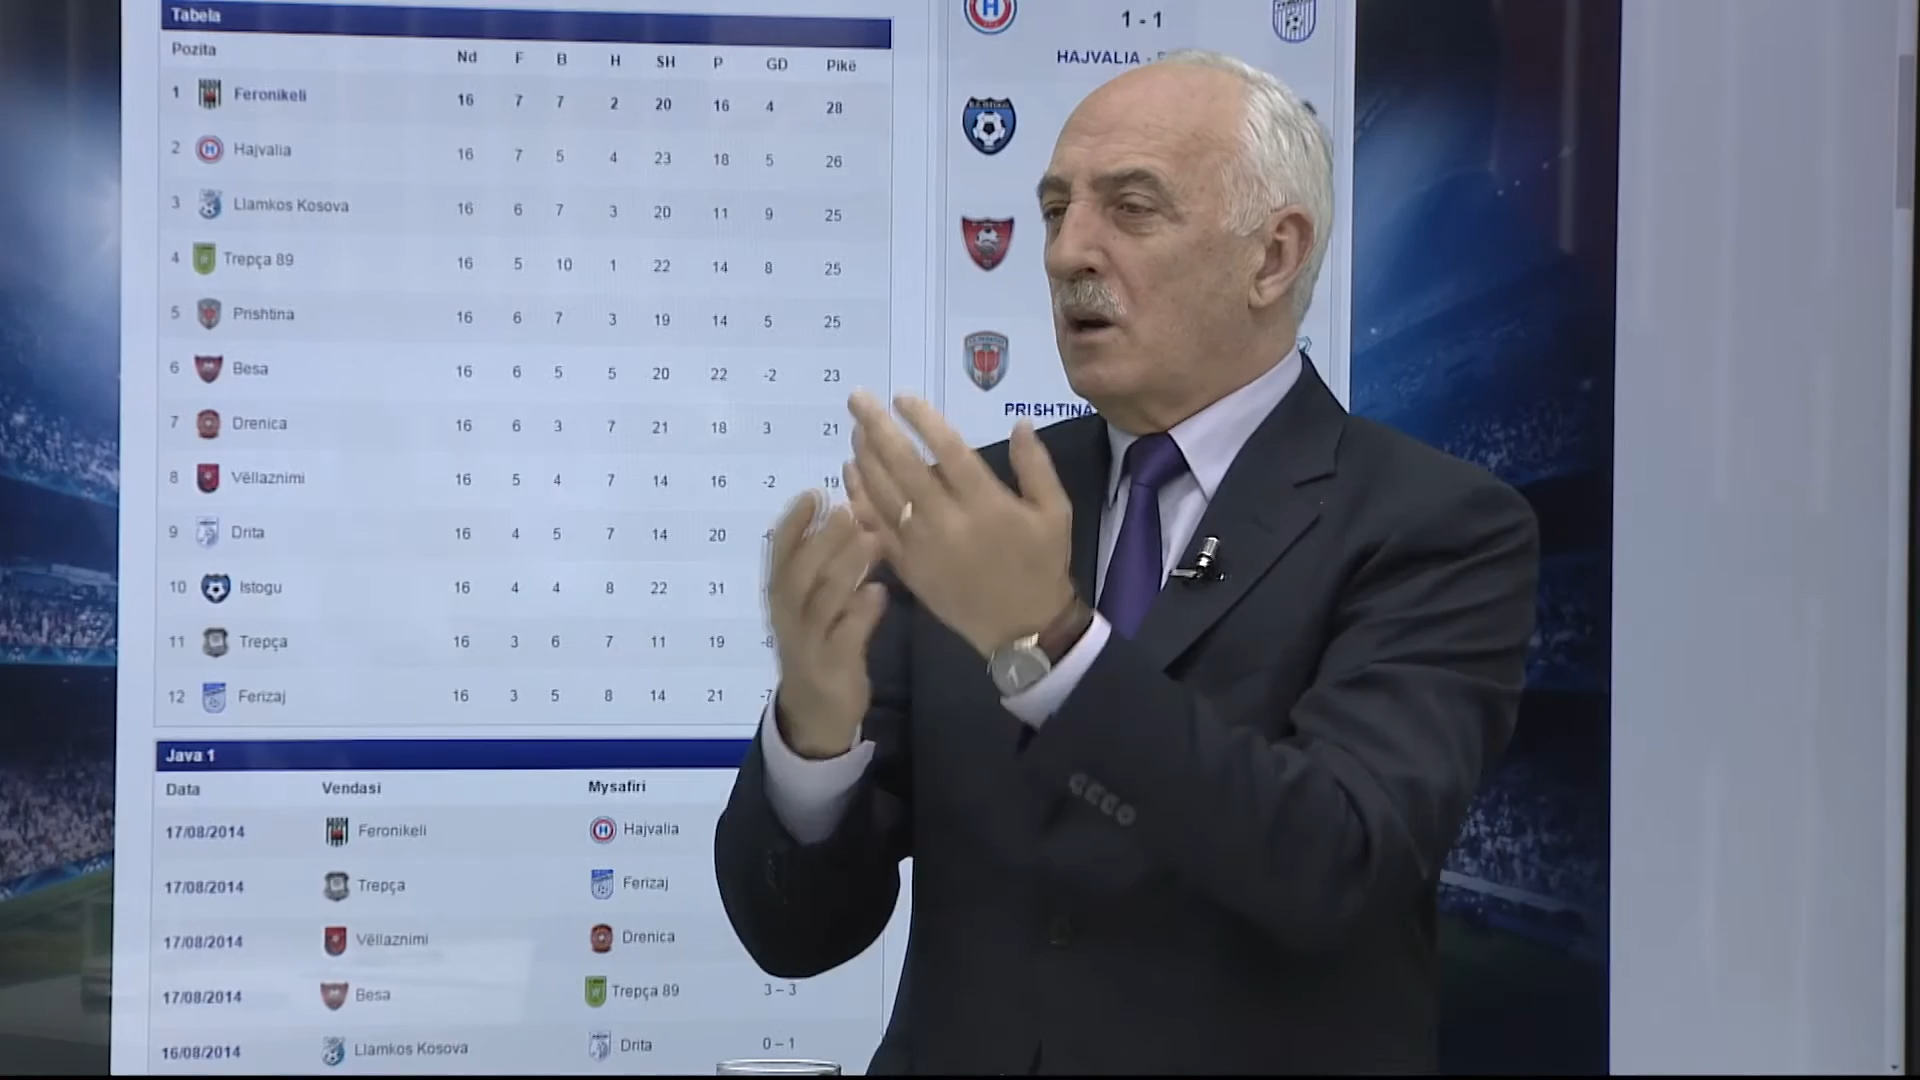 Tabela
Pozita Nd F B H SH P GD Pikë
1 Feronikeli 16 7 7 2 20 16 4 28
2 Hajvalia 16 7 5 4 23 18 5 26
3 Llamkos Kosova 16 6 7 3 20 11 9 25
4 Trepça 89 16 5 10 1 22 14 8 25
5 Prishtina 16 6 7 3 19 14 5 25
6 Besa 16 6 5 5 20 22 -2 23
7 Drenica 16 6 3 7 21 18 3 21
8 Vëllaznimi 16 5 4 7 14 16 -2 19
9 Drita 16 4 5 7 14 20
10 Istogu 16 4 4 8 22 31
11 Trepça 16 3 6 7 11 19 -8
12 Ferizaj 16 3 5 8 14 21 -7
Java 1
Data Vendasi Mysafiri
17/08/2014 Feronikeli Hajvalia
17/08/2014 Trepça Ferizaj
17/08/2014 Vëllaznimi Drenica
17/08/2014 Besa Trepça 89 3 – 3
16/08/2014 Llamkos Kosova Drita 0 – 1
1 - 1
HAJVALIA -
PRISHTINA